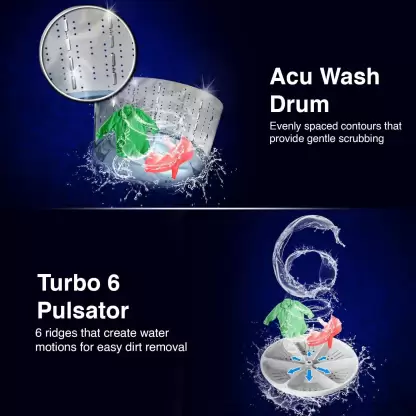 Acu Wash
Drum
Evenly spaced contours that
provide gentle scrubbing
Turbo 6
Pulsator
6 ridges that create water
motions for easy dirt removal